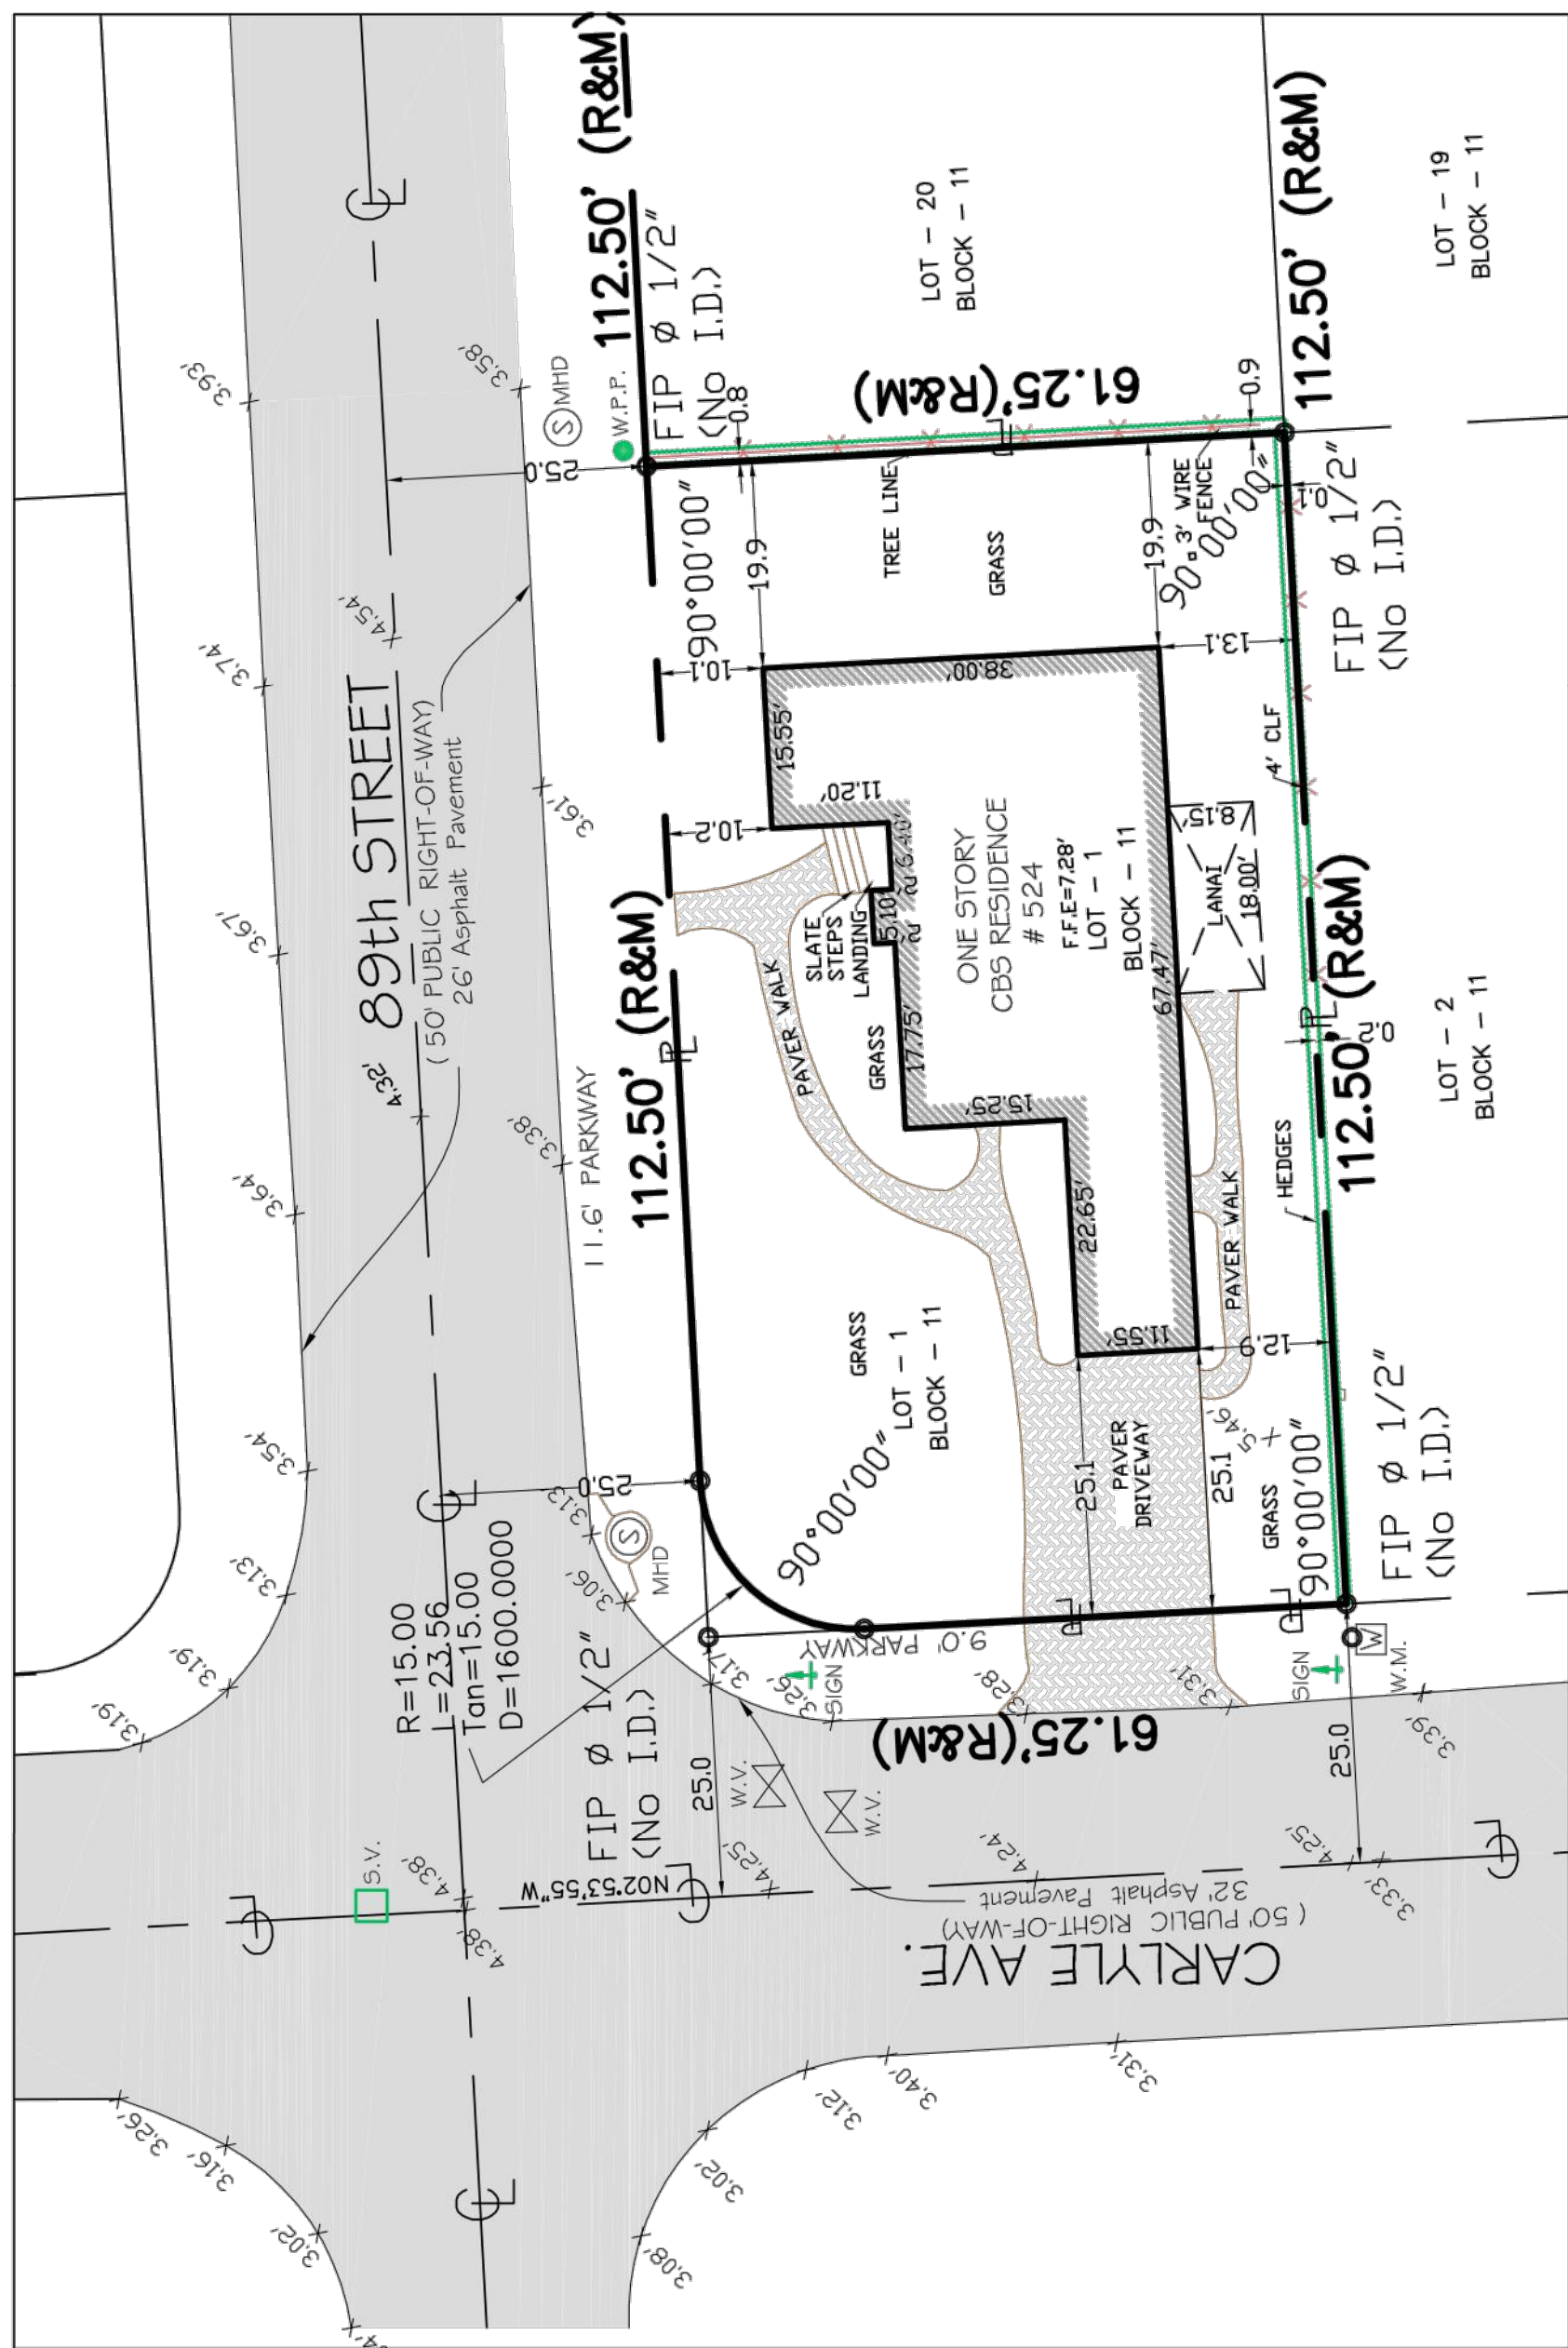 89th STREET
( 50' PUBLIC RIGHT-OF-WAY)
26' Asphalt Pavement
4.32'
4.54'
3.93'
3.74'
3.67'
3.64'
3.54'
3.13'
3.19'
3.19'
3.58'
3.61'
3.38'
3.13'
3.06'
3.17'
3.26'
3.28'
3.31'
3.39'
S MHD
W.P.P.
25.0
112.50' (R&M)
FIP Ø 1/2"
(No I.D.)
0.8
61.25'(R&M)
0.9
LOT - 20
BLOCK - 11
112.50' (R&M)
LOT - 19
BLOCK - 11
90°00'00"
19.9
TREE LINE
GRASS
19.9
3' WIRE
FENCE
90°00'00"
0.1
FIP Ø 1/2"
(No I.D.)
10.1
15.55'
38.00'
13.1
11.20'
10.2
6.40'
5.10'
SLATE
STEPS
LANDING
ONE STORY
CBS RESIDENCE
# 524
F.F.E=7.28'
LOT - 1
BLOCK - 11
67.47'
8.15'
LANAI
18.00'
4' CLF
112.50' (R&M)
0.2
LOT - 2
BLOCK - 11
112.50' (R&M)
11.6' PARKWAY
PAVER WALK
GRASS
17.75'
15.25'
22.65'
11.55'
PAVER WALK
HEDGES
12.9
GRASS
LOT - 1
BLOCK - 11
90°00'00"
25.1
PAVER
DRIVEWAY
25.1
5.46'
GRASS
90°00'00"
FIP Ø 1/2"
(No I.D.)
25.0
S
MHD
R=15.00
L=23.56
Tan=15.00
D=1600.0000
FIP Ø 1/2"
(No I.D.)
9.0' PARKWAY
SIGN
SIGN
W
W.M.
61.25'(R&M)
25.0
W.V.
W.V.
25.0
S.V.
4.38'
4.38'
N02°53'55"W
4.25'
4.24'
4.25'
3.33'
32' Asphalt Pavement
( 50' PUBLIC RIGHT-OF-WAY)
CARLYLE AVE.
3.26'
3.16'
3.02'
3.08'
3.02'
3.12'
3.40'
3.31'